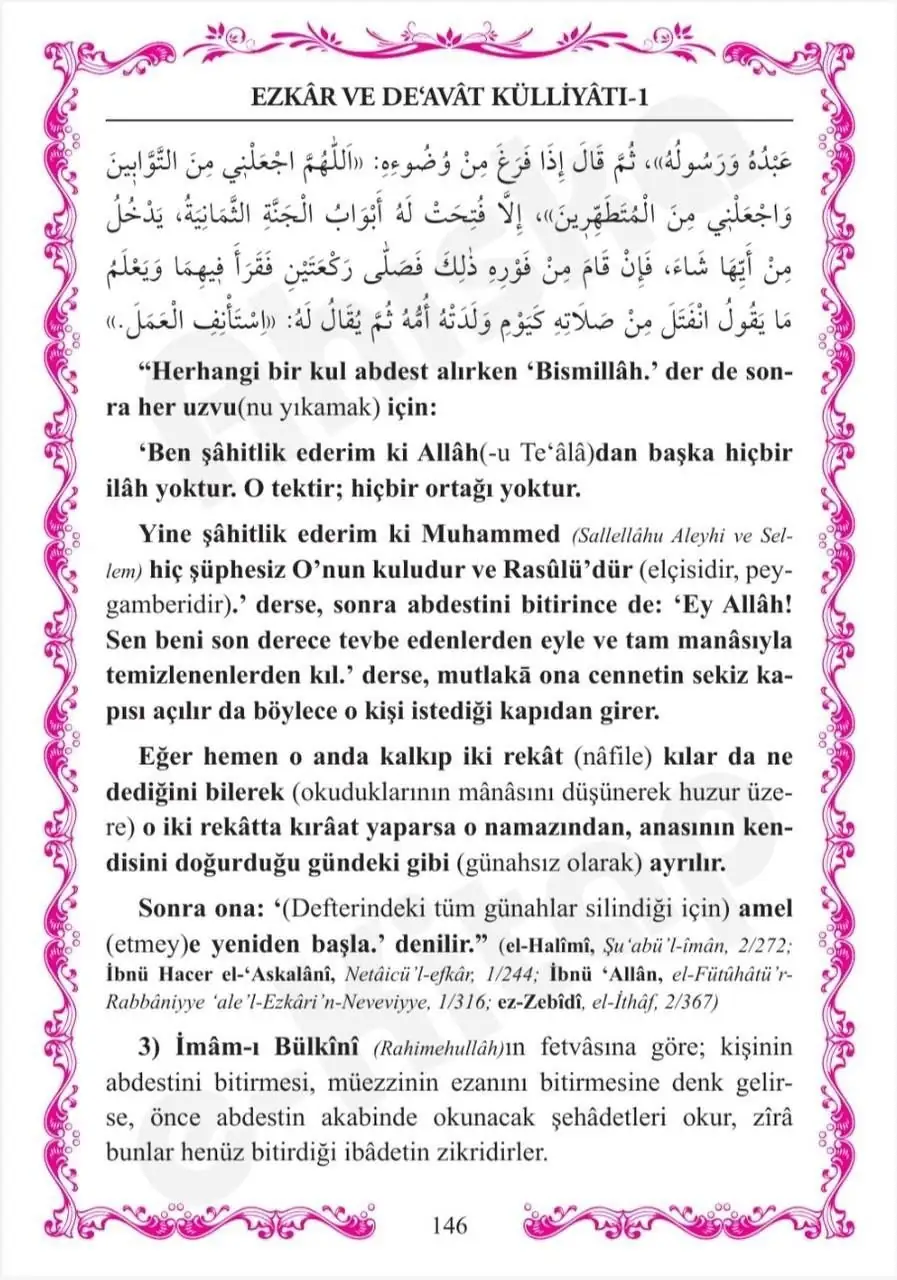 EZKÂR VE DE‘AVÂT KÜLLİYÂTI-1
عَبْدُهُ وَرَسُولُهُ»، ثُمَّ قَالَ إِذَا فَرَغَ مِنْ وُضُوءِهِ: «اَللّٰهُمَّ اجْعَلْنِي مِنَ التَّوَّابِينَ
وَاجْعَلْنِي مِنَ الْمُتَطَهِّرِينَ»، إِلَّا فُتِحَتْ لَهُ أَبْوَابُ الْجَنَّةِ الثَّمَانِيَةُ، يَدْخُلُ
مِنْ أَيِّهَا شَاءَ، فَإِنْ قَامَ مِنْ فَوْرِهِ ذٰلِكَ فَصَلّٰى رَكْعَتَيْنِ فَقَرَأَ فِيهِمَا وَيَعْلَمُ
مَا يَقُولُ انْفَتَلَ مِنْ صَلَاتِهِ كَيَوْمِ وَلَدَتْهُ أُمُّهُ ثُمَّ يُقَالُ لَهُ: «اِسْتَأْنِفِ الْعَمَلَ.»
“Herhangi bir kul abdest alırken ‘Bismillâh.’ der de son-
ra her uzvu(nu yıkamak) için:
‘Ben şâhitlik ederim ki Allâh(-u Te‘âlâ)dan başka hiçbir
ilâh yoktur. O tektir; hiçbir ortağı yoktur.
Yine şâhitlik ederim ki Muhammed (Sallellâhu Aleyhi ve Sel-
lem) hiç şüphesiz O’nun kuludur ve Rasûlü’dür (elçisidir, pey-
gamberidir).’ derse, sonra abdestini bitirince de: ‘Ey Allâh!
Sen beni son derece tevbe edenlerden eyle ve tam manâsıyla
temizlenenlerden kıl.’ derse, mutlakā ona cennetin sekiz ka-
pısı açılır da böylece o kişi istediği kapıdan girer.
Eğer hemen o anda kalkıp iki rekât (nâfile) kılar da ne
dediğini bilerek (okuduklarının mânâsını düşünerek huzur üze-
re) o iki rekâtta kırâat yaparsa o namazından, anasının ken-
disini doğurduğu gündeki gibi (günahsız olarak) ayrılır.
Sonra ona: ‘(Defterindeki tüm günahlar silindiği için) amel
(etmey)e yeniden başla.’ denilir.” (el-Halîmî, Şu‘abü’l-îmân, 2/272;
İbnü Hacer el-‘Askalânî, Netâicü’l-efkâr, 1/244; İbnü ‘Allân, el-Fütûhâtü’r-
Rabbâniyye ‘ale’l-Ezkâri’n-Neveviyye, 1/316; ez-Zebîdî, el-İthâf, 2/367)
3) İmâm-ı Bülkînî (Rahimehullâh)ın fetvâsına göre; kişinin
abdestini bitirmesi, müezzinin ezanını bitirmesine denk gelir-
se, önce abdestin akabinde okunacak şehâdetleri okur, zîrâ
bunlar henüz bitirdiği ibâdetin zikridirler.
146
Ahıska
e-kitap